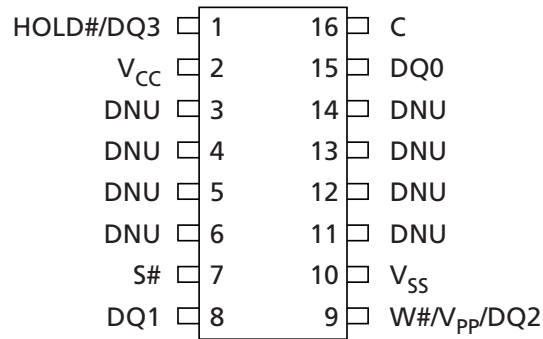 HOLD#/DQ3 1 16 C
VCC 2 15 DQ0
DNU 3 14 DNU
DNU 4 13 DNU
DNU 5 12 DNU
DNU 6 11 DNU
S# 7 10 VSS
DQ1 8 9 W#/VPP/DQ2